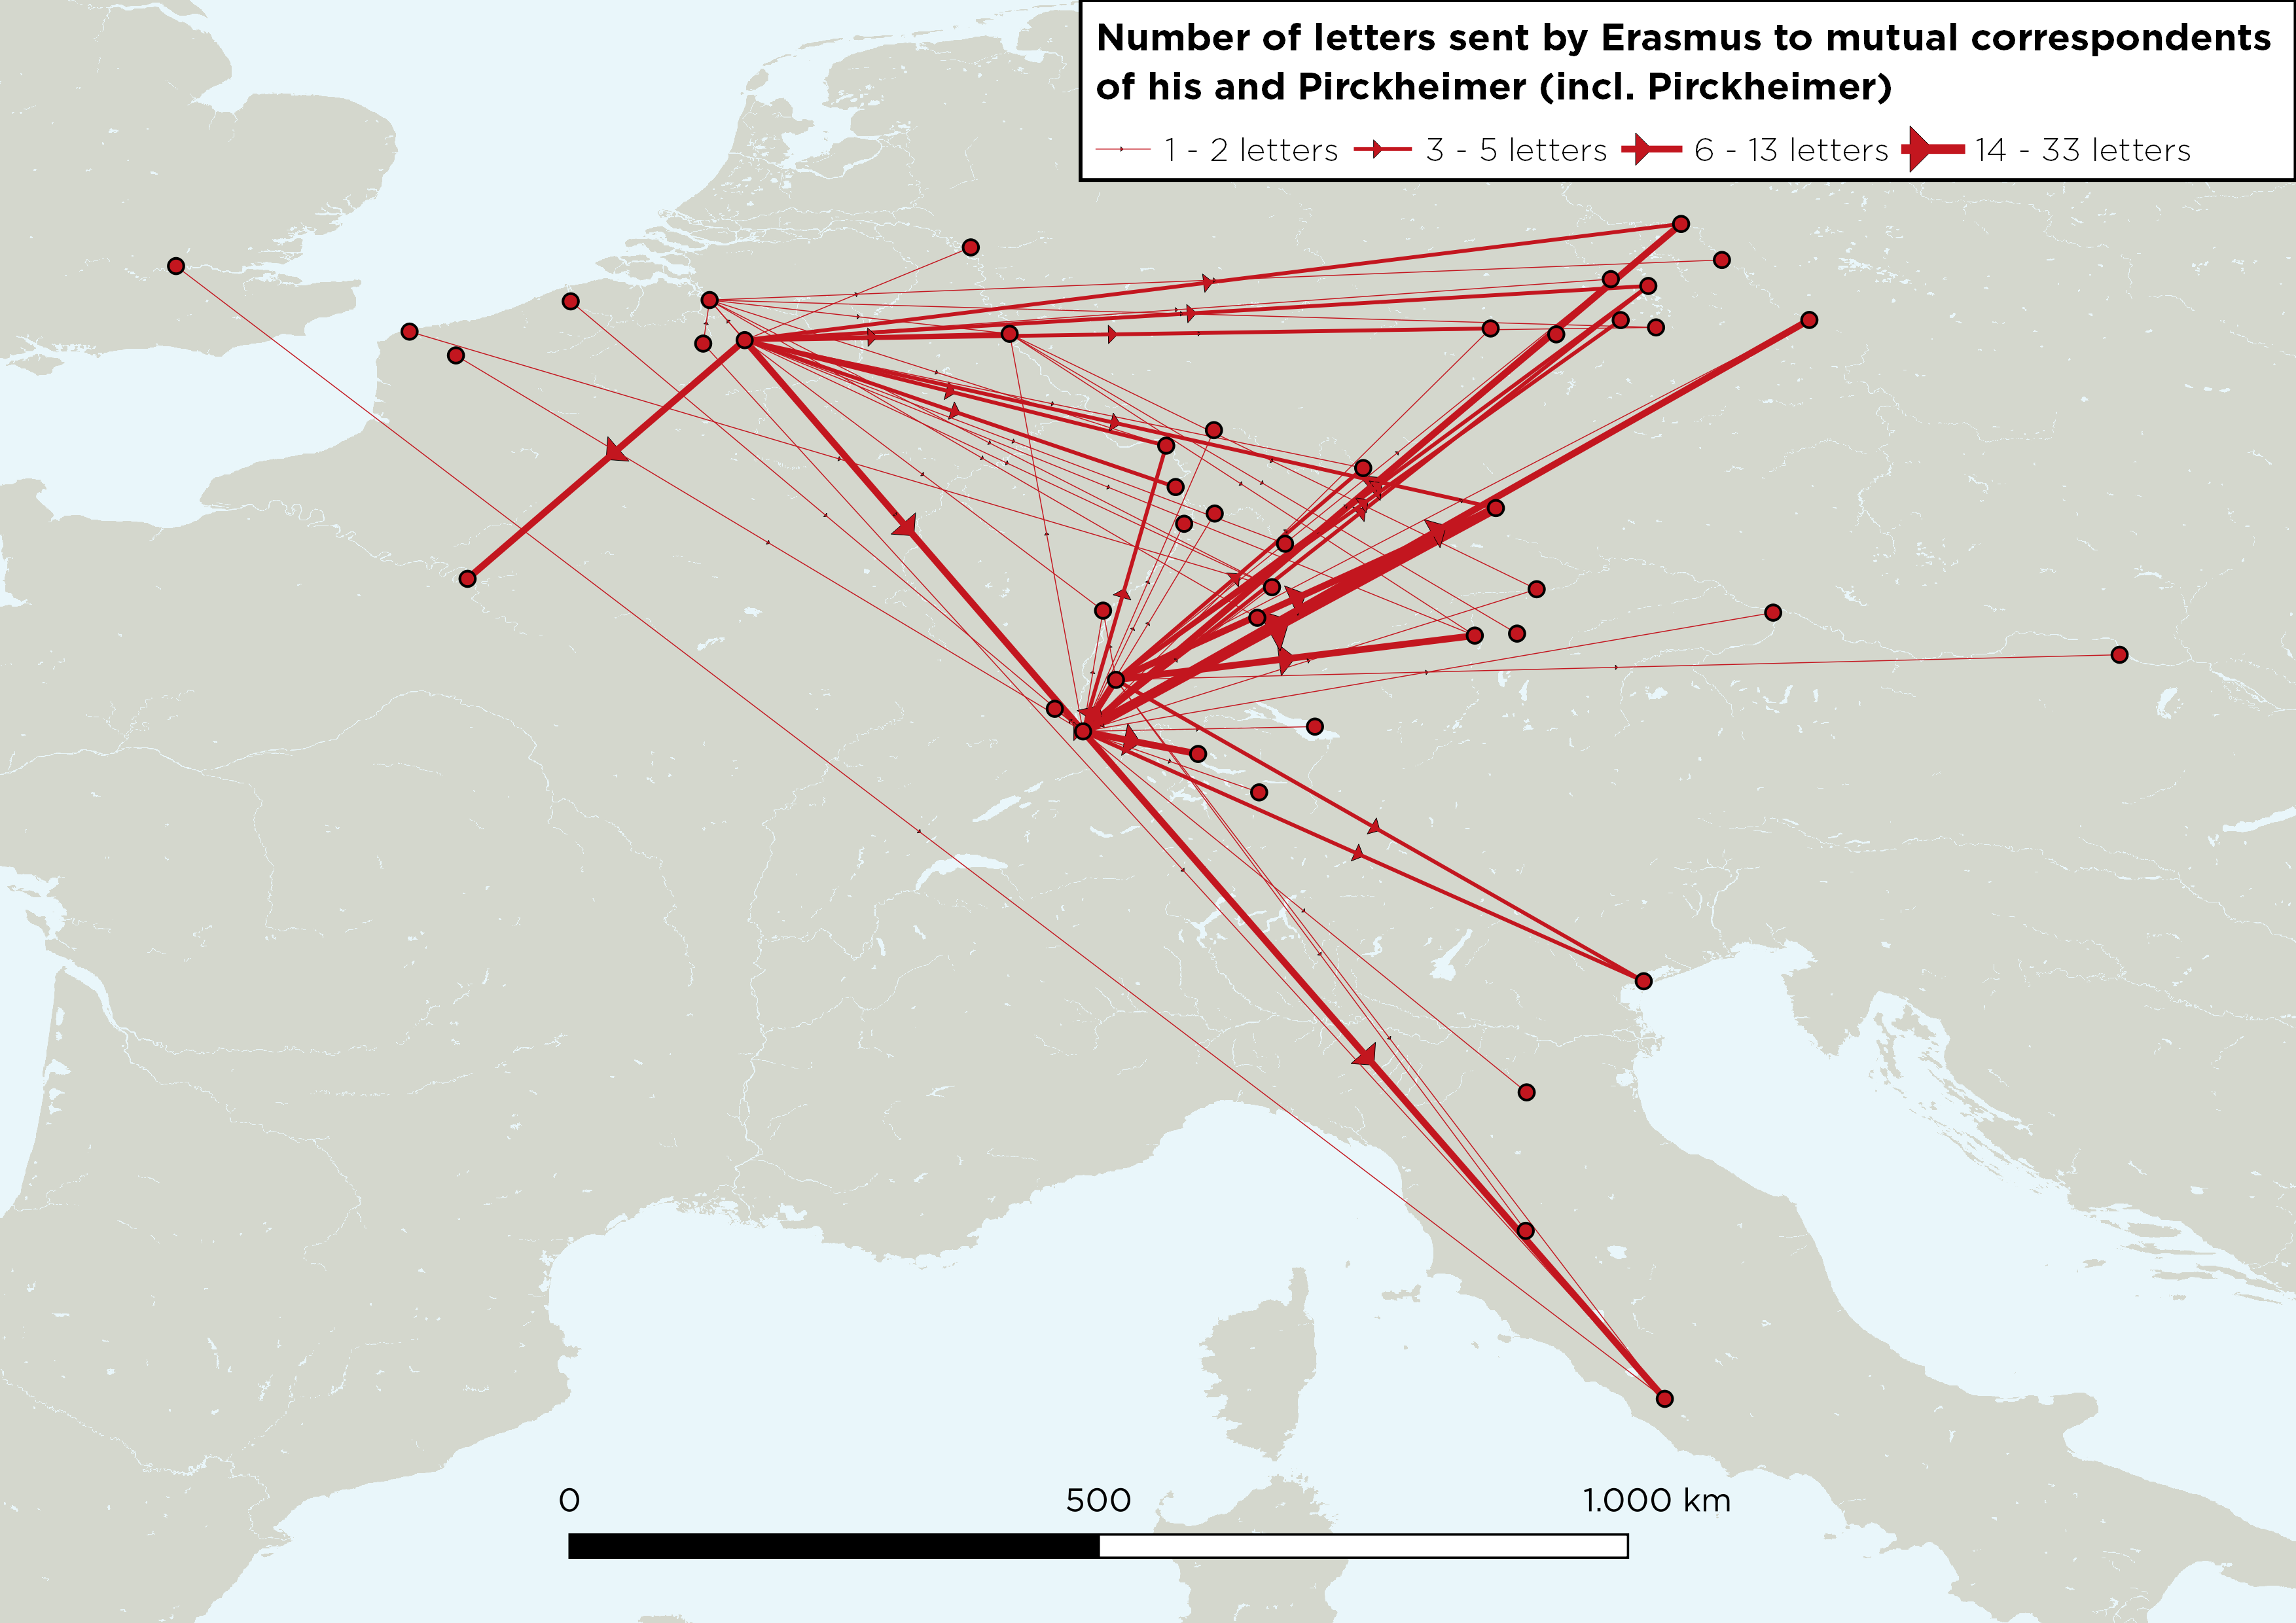 Number of letters sent by Erasmus to mutual correspondents
of his and Pirckheimer (incl. Pirckheimer)
1 - 2 letters 3 - 5 letters 6 - 13 letters 14 - 33 letters
0 500 1.000 km